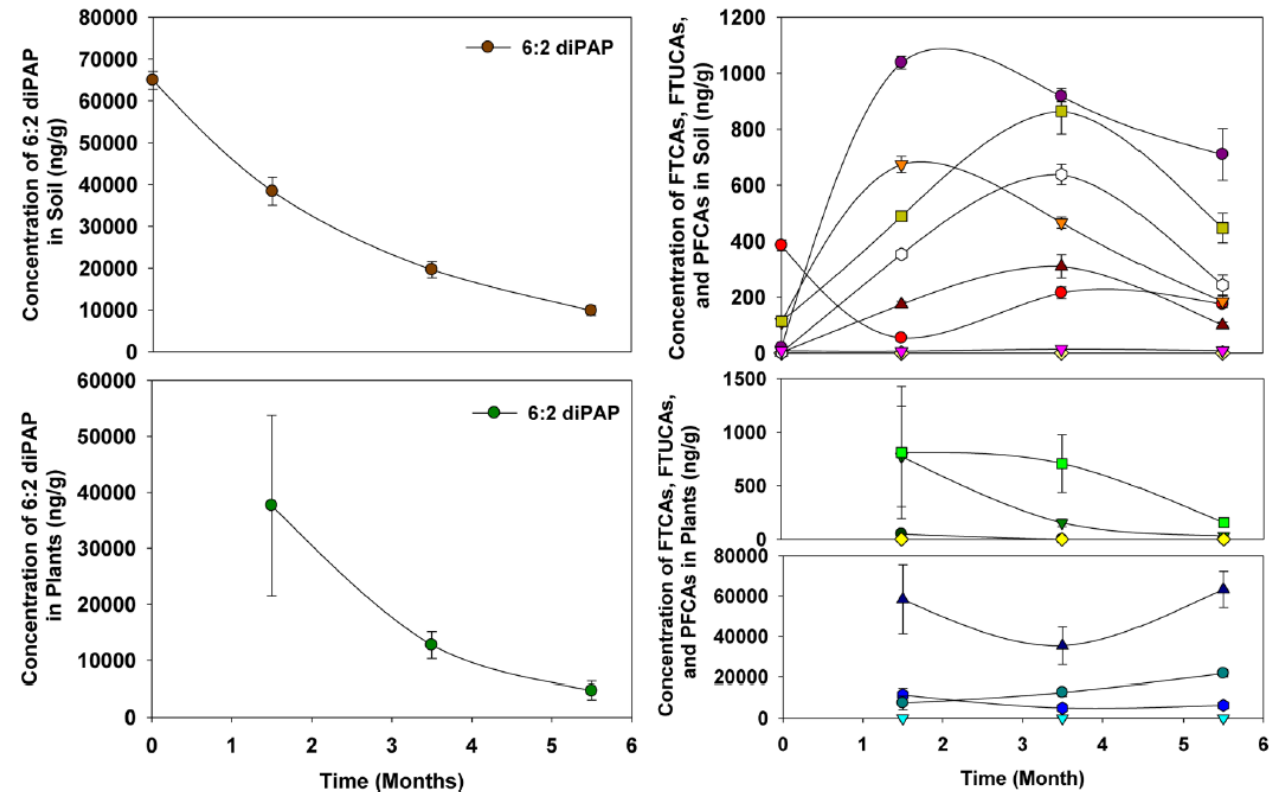 Concentration of 6:2 diPAP
in Soil (ng/g)
80000
70000
60000
50000
40000
30000
20000
10000
0
6:2 diPAP
Concentration of FTCAs, FTUCAs,
and PFCAs in Soil (ng/g)
1200
1000
800
600
400
200
0
Concentration of 6:2 diPAP
in Plants (ng/g)
60000
50000
40000
30000
20000
10000
0
6:2 diPAP
0 1 2 3 4 5 6
Time (Months)
Concentration of FTCAs, FTUCAs,
and PFCAs in Plants (ng/g)
1500
1000
500
0
80000
60000
40000
20000
0
0 1 2 3 4 5 6
Time (Month)